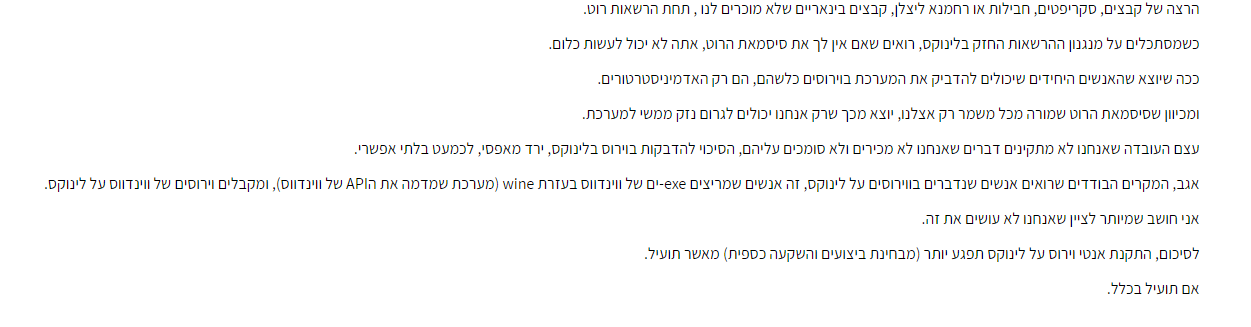 הרצה של קבצים, סקריפטים, חבילות או רחמנא ליצלן, קבצים בינאריים שלא מוכרים לנו , תחת הרשאות רוט.
כשמסתכלים על מנגנון ההרשאות החזק בלינוקס, רואים שאם אין לך את סיסמאת הרוט, אתה לא יכול לעשות כלום.
ככה שיוצא שהאנשים היחידים שיכולים להדביק את המערכת בוירוסים כלשהם, הם רק האדמיניסטרטורים.
ומכיוון שסיסמאת הרוט שמורה מכל משמר רק אצלנו, יוצא מכך שרק אנחנו יכולים לגרום נזק ממשי למערכת.
עצם העובדה שאנחנו לא מתקינים דברים שאנחנו לא מכירים ולא סומכים עליהם, הסיכוי להדבקות בוירוס בלינוקס, ירד מאפסי, לכמעט בלתי אפשרי.
אגב, המקרים הבודדים שרואים אנשים שנדברים בווירוסים על לינוקס, זה אנשים שמריצים exe-ים של ווינדווס בעזרת wine (מערכת שמדמה את הAPI של ווינדווס), ומקבלים וירוסים של ווינדווס על לינוקס.
אני חושב שמיותר לציין שאנחנו לא עושים את זה.
לסיכום, התקנת אנטי וירוס על לינוקס תפגע יותר (מבחינת ביצועים והשקעה כספית) מאשר תועיל.
אם תועיל בכלל.